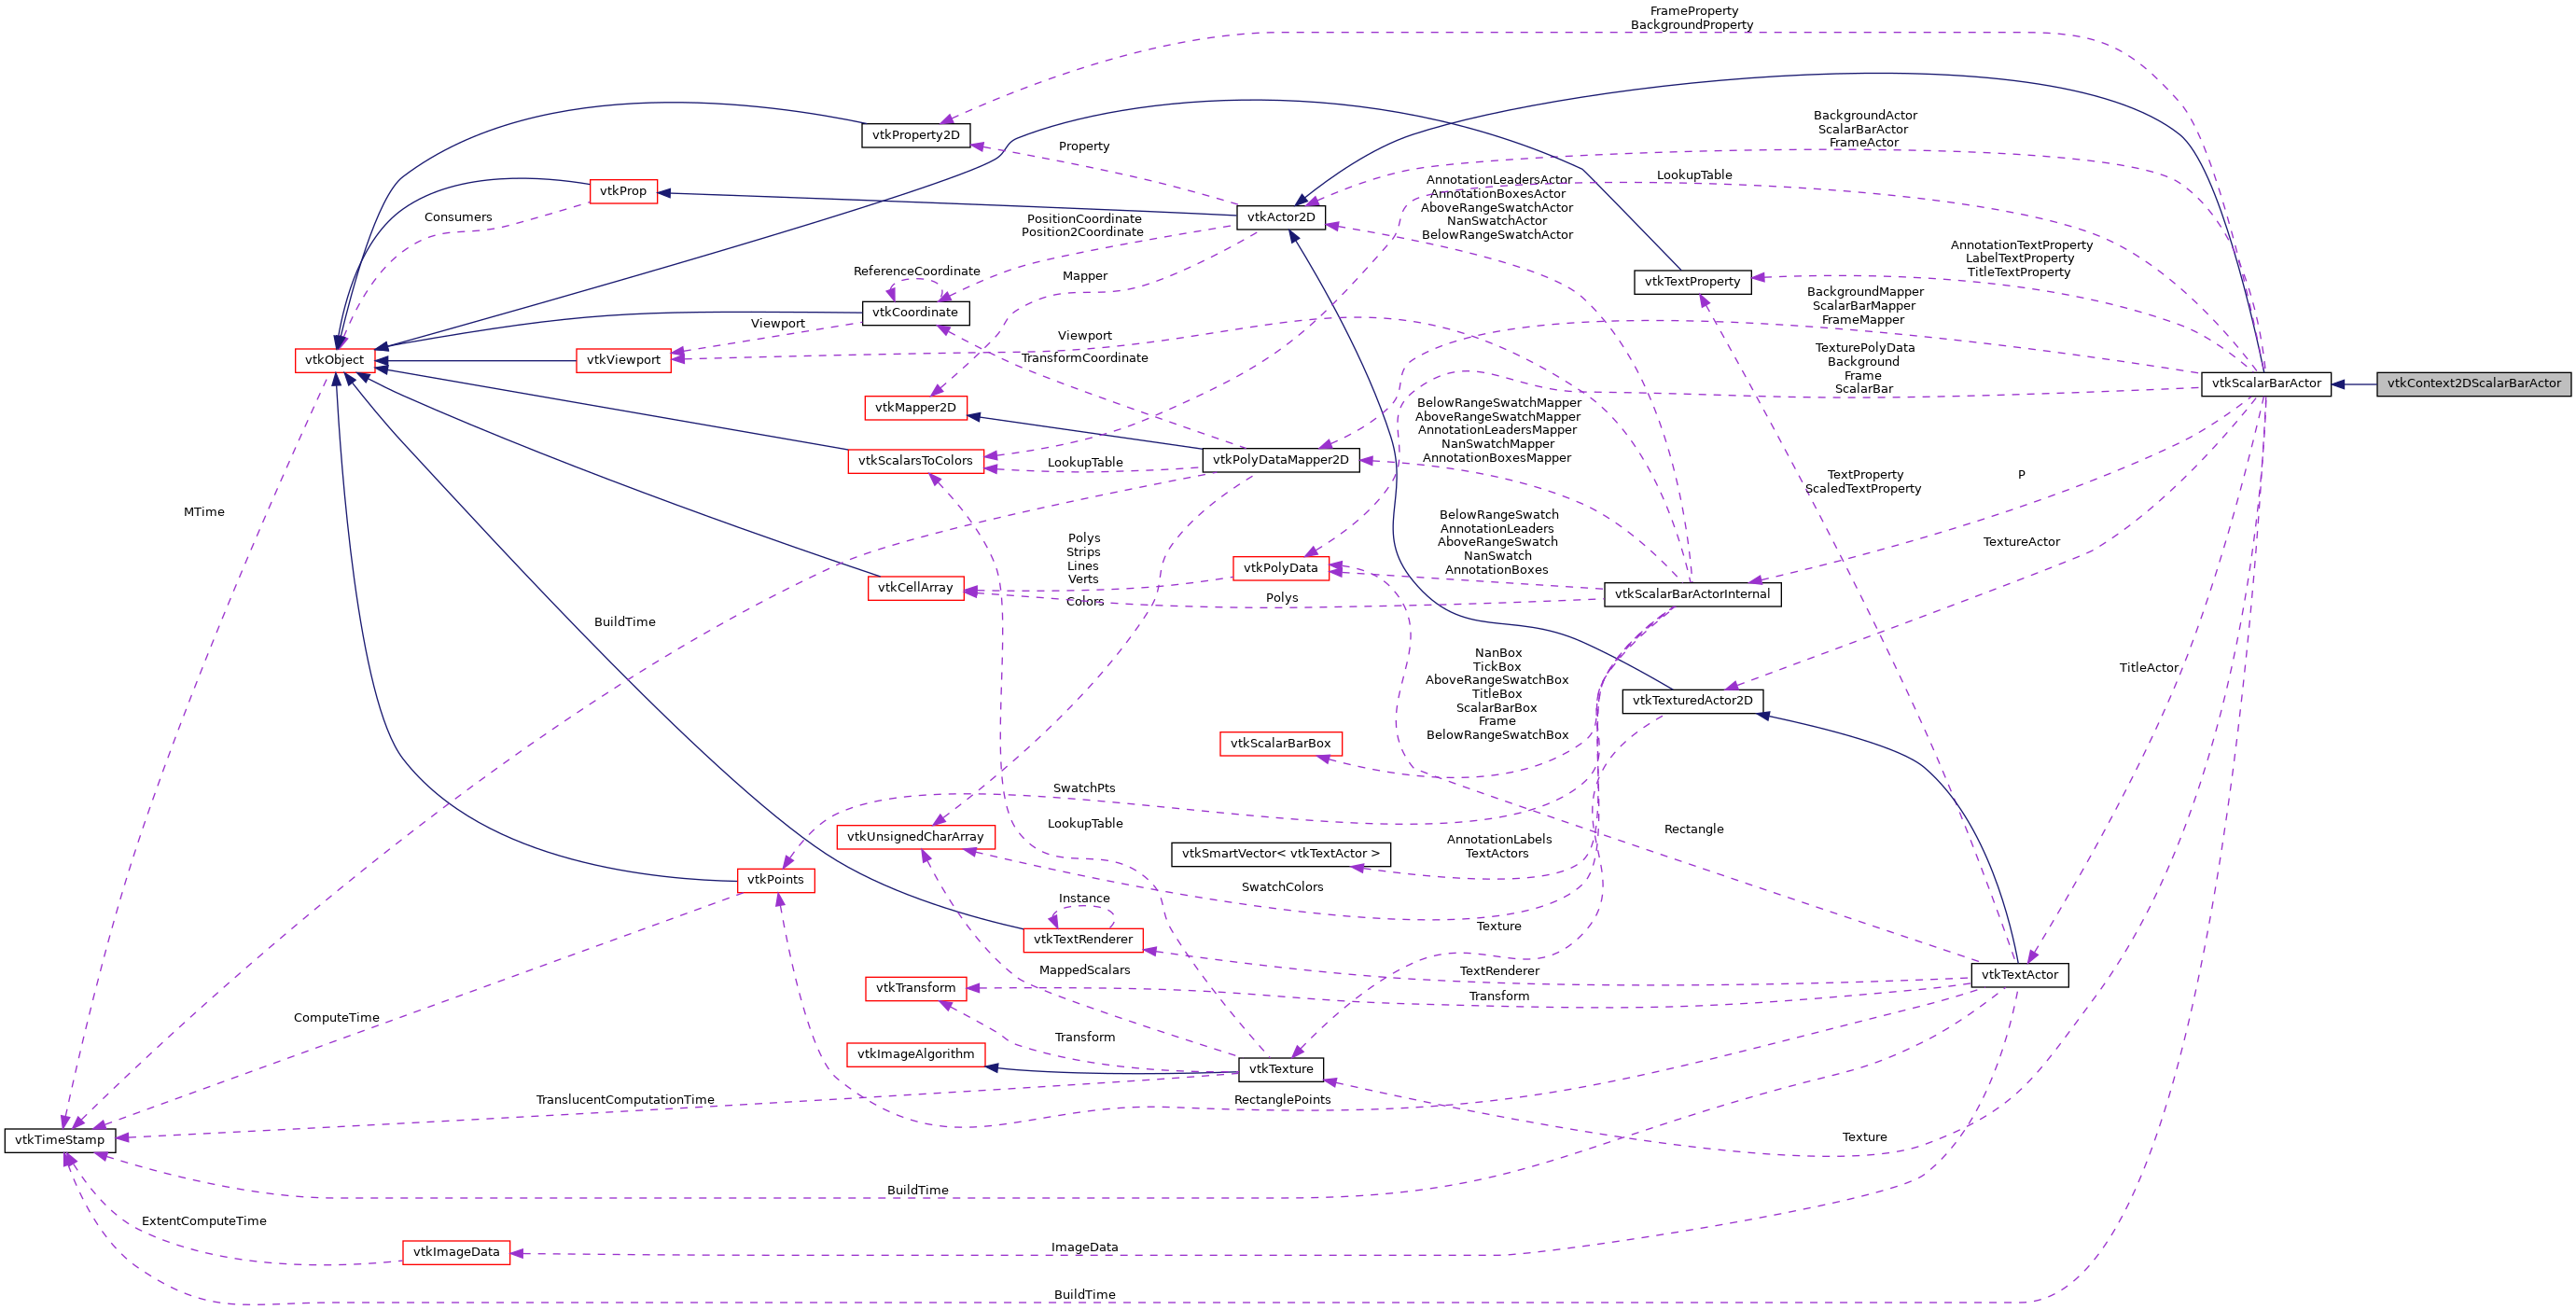 FrameProperty
BackgroundProperty
BackgroundActor
ScalarBarActor
FrameActor
vtkProperty2D
Property
LookupTable
AnnotationLeadersActor
AnnotationBoxesActor
AboveRangeSwatchActor
NanSwatchActor
BelowRangeSwatchActor
vtkProp
Consumers
vtkActor2D
PositionCoordinate
Position2Coordinate
AnnotationTextProperty
LabelTextProperty
TitleTextProperty
ReferenceCoordinate
Mapper
vtkTextProperty
BackgroundMapper
ScalarBarMapper
FrameMapper
vtkCoordinate
Viewport
Viewport
vtkObject
vtkViewport
TransformCoordinate
TexturePolyData
Background
Frame
ScalarBar
vtkScalarBarActor
vtkContext2DScalarBarActor
vtkMapper2D
BelowRangeSwatchMapper
AboveRangeSwatchMapper
AnnotationLeadersMapper
NanSwatchMapper
AnnotationBoxesMapper
vtkScalarsToColors
LookupTable
vtkPolyDataMapper2D
TextProperty
ScaledTextProperty
P
MTime
BelowRangeSwatch
AnnotationLeaders
AboveRangeSwatch
NanSwatch
AnnotationBoxes
Polys
Strips
Lines
Verts
TextureActor
vtkPolyData
vtkCellArray
Colors
Polys
vtkScalarBarActorInternal
BuildTime
NanBox
TickBox
AboveRangeSwatchBox
TitleBox
ScalarBarBox
Frame
BelowRangeSwatchBox
TitleActor
vtkTexturedActor2D
vtkScalarBarBox
SwatchPts
LookupTable
Rectangle
vtkUnsignedCharArray
AnnotationLabels
TextActors
vtkSmartVector< vtkTextActor >
vtkPoints
SwatchColors
Instance
Texture
vtkTextRenderer
MappedScalars
TextRenderer
vtkTextActor
vtkTransform
Transform
ComputeTime
Transform
vtkImageAlgorithm
vtkTexture
TranslucentComputationTime
RectanglePoints
vtkTimeStamp
Texture
BuildTime
ExtentComputeTime
vtkImageData
ImageData
BuildTime